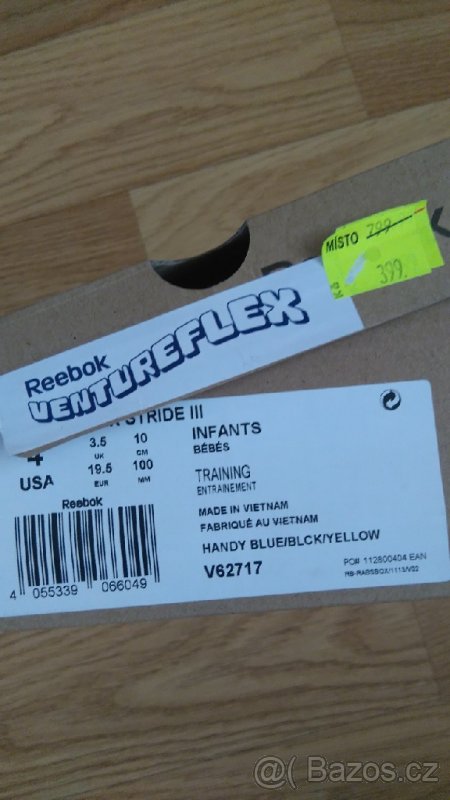 MÍSTO 799
399.
Reebok
VENTUREFLEX
STRIDE III
4
USA
3.5
UK
19.5
EUR
10
CM
100
MM
INFANTS
BÉBÉS
TRAINING
ENTRAINEMENT
MADE IN VIETNAM
FABRIQUÉ AU VIETNAM
HANDY BLUE/BLCK/YELLOW
V62717
PO# 112800404 EAN
Reebok
4 055339 066049
@ Bazos.cz